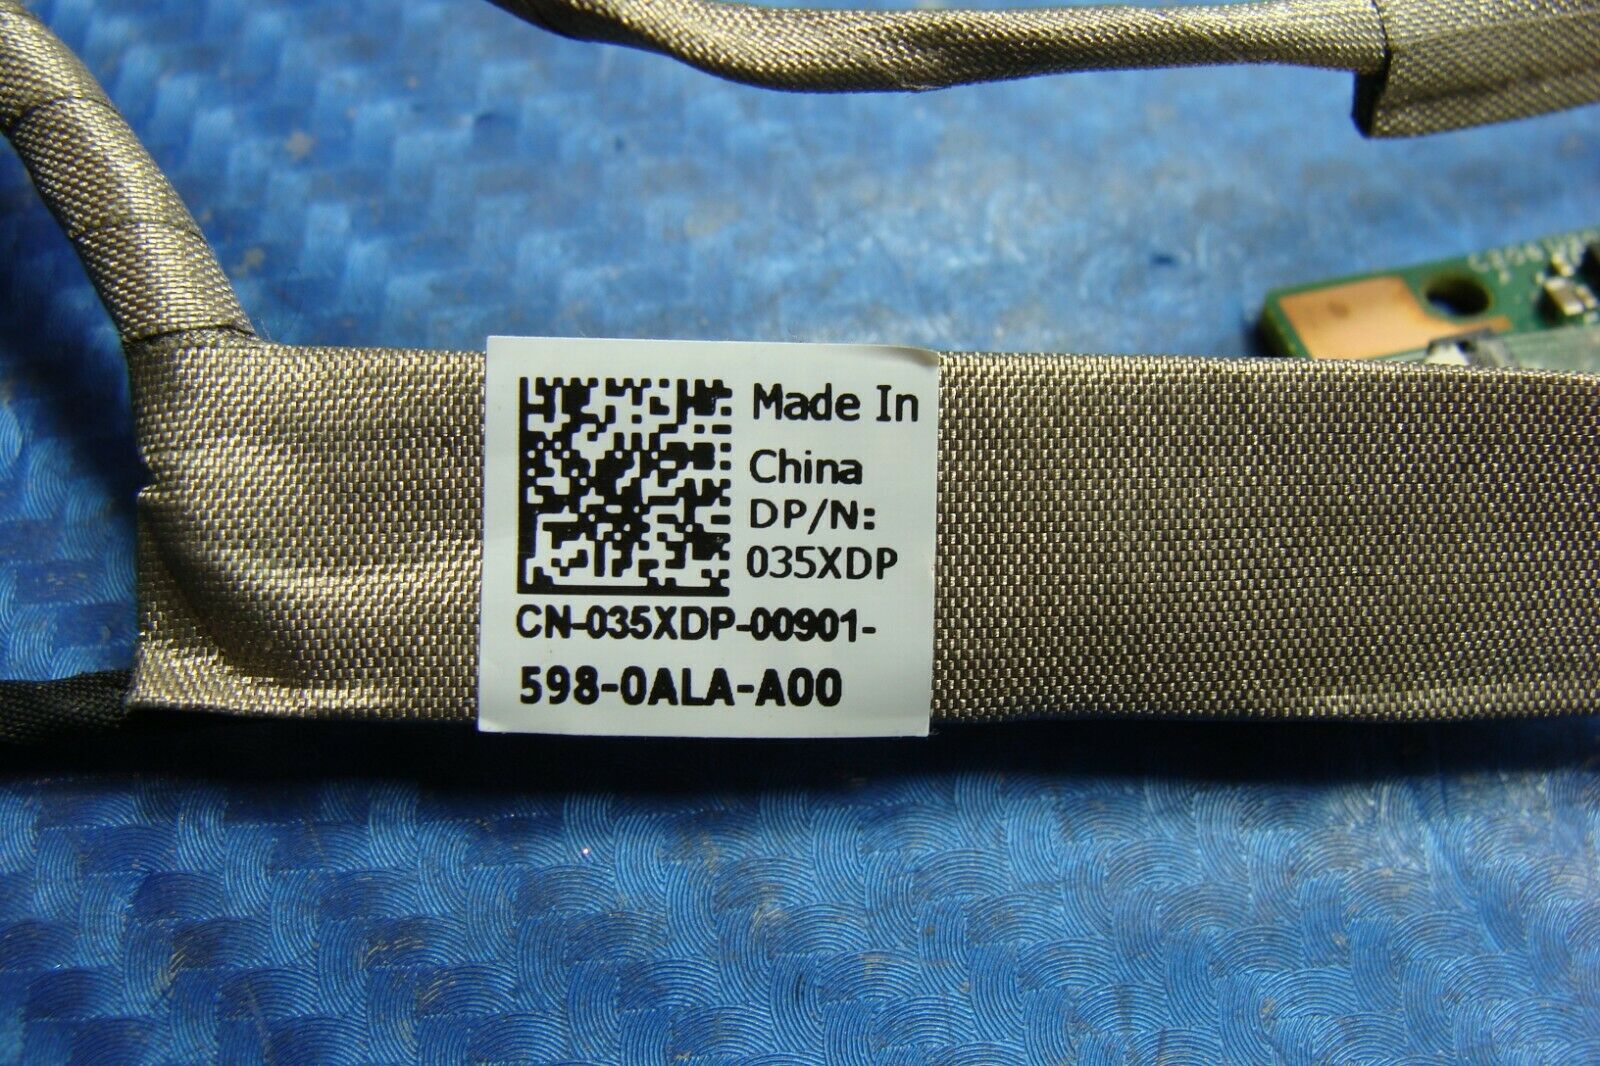 Made In
China
DP/N:
035XDP
CN-035XDP-00901-
598-0ALA-A00